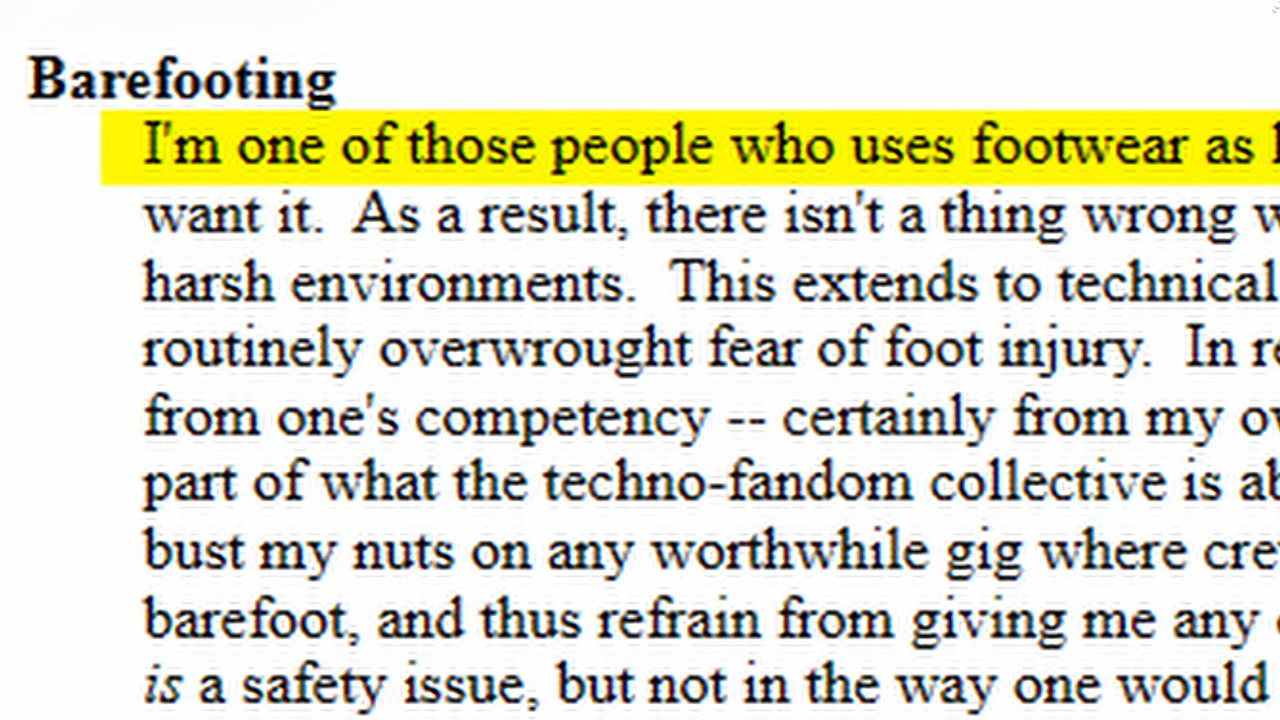 Barefooting
I'm one of those people who uses footwear as
want it. As a result, there isn't a thing wrong
harsh environments. This extends to technical
routinely overwrought fear of foot injury. In
from one's competency -- certainly from my
part of what the techno-fandom collective is
bust my nuts on any worthwhile gig where
barefoot, and thus refrain from giving me any
is a safety issue, but not in the way one would